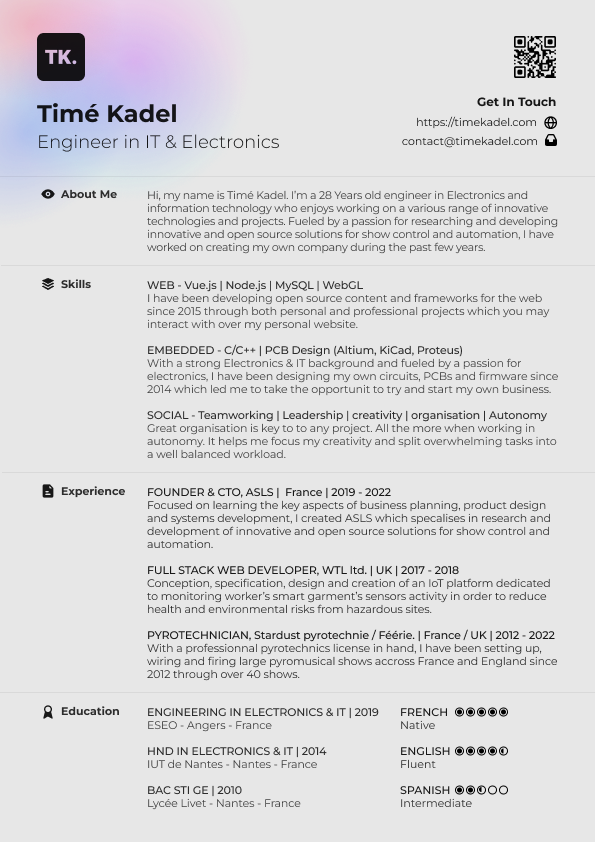 TK.
Timé Kadel
Engineer in IT & Electronics
Get In Touch
https://timekadel.com
contact@timekadel.com
About Me
Hi, my name is Timé Kadel. I'm a 28 Years old engineer in Electronics and
information technology who enjoys working on a various range of innovative
technologies and projects. Fueled by a passion for researching and developing
innovative and open source solutions for show control and automation, I have
worked on creating my own company during the past few years.
Skills
WEB - Vue.js | Node.js | MySQL | WebGL
I have been developing open source content and frameworks for the web
since 2015 through both personal and professional projects which you may
interact with over my personal website.
EMBEDDED - C/C++ | PCB Design (Altium, KiCad, Proteus)
With a strong Electronics & IT background and fueled by a passion for
electronics, I have been designing my own circuits, PCBs and firmware since
2014 which led me to take the opportunit to try and start my own business.
SOCIAL - Teamworking | Leadership | creativity | organisation | Autonomy
Great organisation is key to to any project. All the more when working in
autonomy. It helps me focus my creativity and split overwhelming tasks into
a well balanced workload.
Experience
FOUNDER & CTO, ASLS | France | 2019 - 2022
Focused on learning the key aspects of business planning, product design
and systems development, I created ASLS which specalises in research and
development of innovative and open source solutions for show control and
automation.
FULL STACK WEB DEVELOPER, WTL ltd. | UK | 2017 - 2018
Conception, specification, design and creation of an IoT platform dedicated
to monitoring worker's smart garment's sensors activity in order to reduce
health and environmental risks from hazardous sites.
PYROTECHNICIAN, Stardust pyrotechnie / Féérie. | France / UK | 2012 - 2022
With a professionnal pyrotechnics license in hand, I have been setting up,
wiring and firing large pyromusical shows accross France and England since
2012 through over 40 shows.
Education
ENGINEERING IN ELECTRONICS & IT | 2019
ESEO - Angers - France
HND IN ELECTRONICS & IT | 2014
IUT de Nantes - Nantes - France
BAC STI GE | 2010
Lycée Livet - Nantes - France
FRENCH
Native
ENGLISH
Fluent
SPANISH
Intermediate